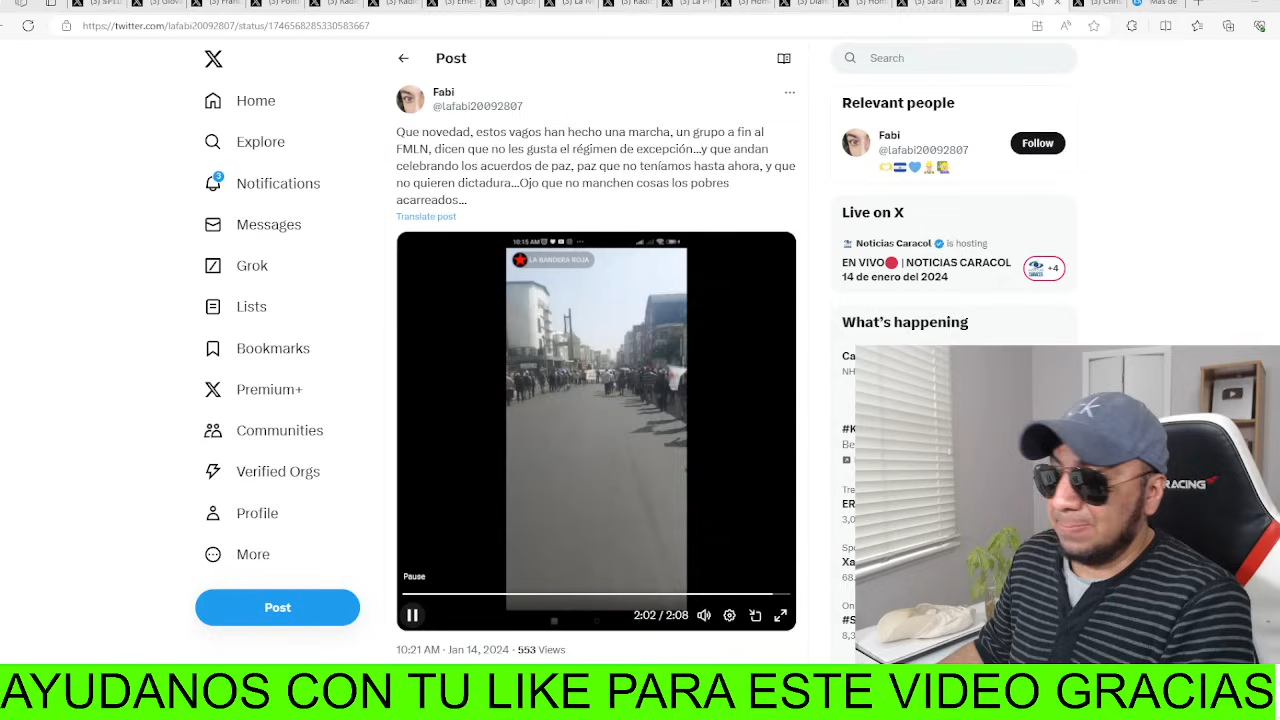 https://twitter.com/lafabi20092807/status/1746568285330583667
Post
Search
Home
Explore
3
Notifications
Messages
Grok
Lists
Bookmarks
Premium+
Communities
Verified Orgs
Profile
More
Post
Fabi
@lafabi20092807
Que novedad, estos vagos han hecho una marcha, un grupo a fin al
FMLN, dicen que no les gusta el régimen de excepción...y que andan
celebrando los acuerdos de paz, paz que no teníamos hasta ahora, y que
no quieren dictadura...Ojo que no manchen cosas los pobres
acarreados...
Translate post
10:15 AM
LA BANDERA ROJA
Pause
2:02 / 2:08
10:21 AM · Jan 14, 2024 · 553 Views
Relevant people
Fabi
@lafabi20092807
Follow
Live on X
Noticias Caracol is hosting
EN VIVO🔴 | NOTICIAS CARACOL
14 de enero del 2024
+4
What's happening
RACING
AYUDANOS CON TU LIKE PARA ESTE VIDEO GRACIAS